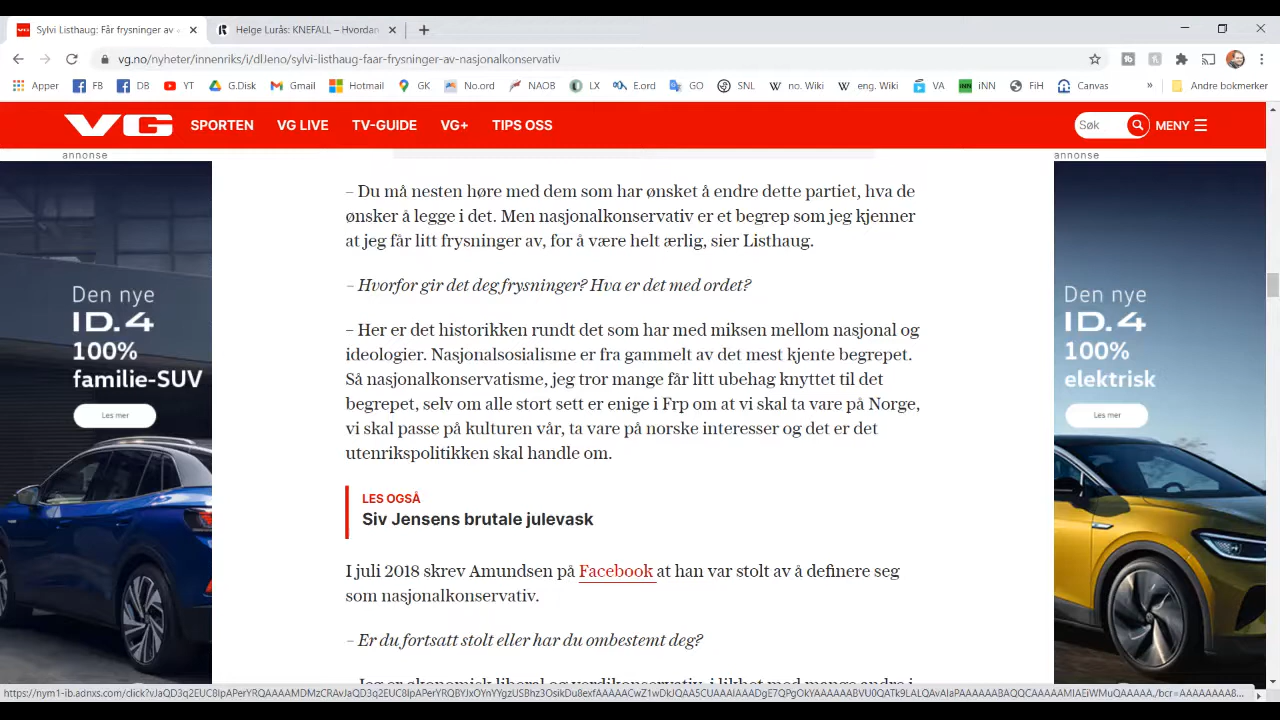 Sylvi Listhaug: Får frysninger av
Helge Lurås: KNEFALL – Hvordan
vg.no/nyheter/innenriks/i/dlJeno/sylvi-listhaug-faar-frysninger-av-nasjonalkonservativ
Apper FB DB YT G.Disk Gmail Hotmail GK No.ord NAOB LX E.ord GO SNL no. Wiki eng. Wiki VA iNN FiH Canvas » Andre bokmerker
VG SPORTEN VG LIVE TV-GUIDE VG+ TIPS OSS Søk MENY
annonse
annonse
– Du må nesten høre med dem som har ønsket å endre dette partiet, hva de
ønsker å legge i det. Men nasjonalkonservativ er et begrep som jeg kjenner
at jeg får litt frysninger av, for å være helt ærlig, sier Listhaug.
– Hvorfor gir det deg frysninger? Hva er det med ordet?
– Her er det historikken rundt det som har med miksen mellom nasjonal og
ideologier. Nasjonalsosialisme er fra gammelt av det mest kjente begrepet.
Så nasjonalkonservatisme, jeg tror mange får litt ubehag knyttet til det
begrepet, selv om alle stort sett er enige i Frp om at vi skal ta vare på Norge,
vi skal passe på kulturen vår, ta vare på norske interesser og det er det
utenrikspolitikken skal handle om.
LES OGSÅ
Siv Jensens brutale julevask
I juli 2018 skrev Amundsen på Facebook at han var stolt av å definere seg
som nasjonalkonservativ.
– Er du fortsatt stolt eller har du ombestemt deg?
– Jeg er økonomisk liberal og verdikonservativ, i likhet med mange andre i
Den nye
ID.4
100%
familie-SUV
Les mer
Den nye
ID.4
100%
elektrisk
Les mer